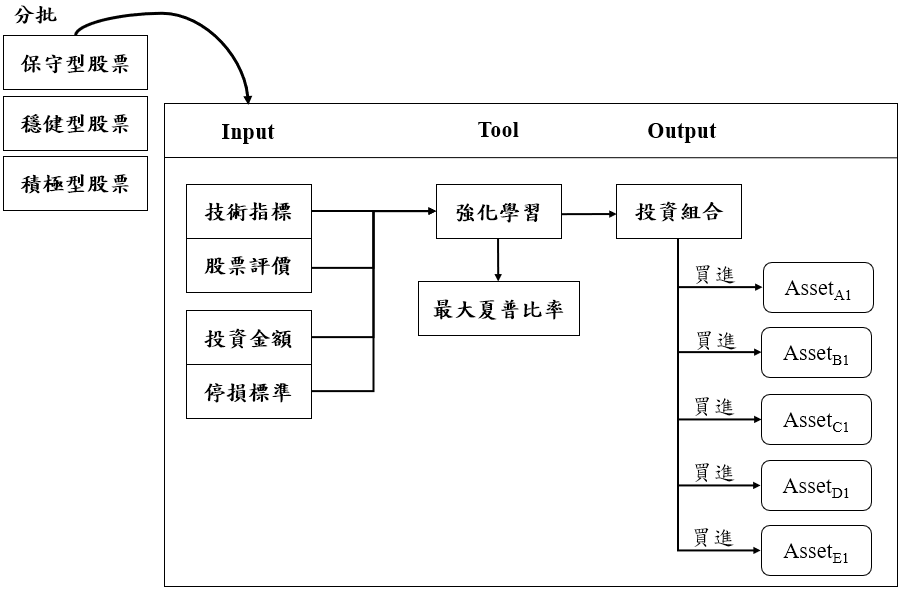 分批
保守型股票
穩健型股票
積極型股票
Input
Tool
Output
技術指標
股票評價
投資金額
停損標準
強化學習
最大夏普比率
投資組合
買進
AssetA1
買進
AssetB1
買進
AssetC1
買進
AssetD1
買進
AssetE1